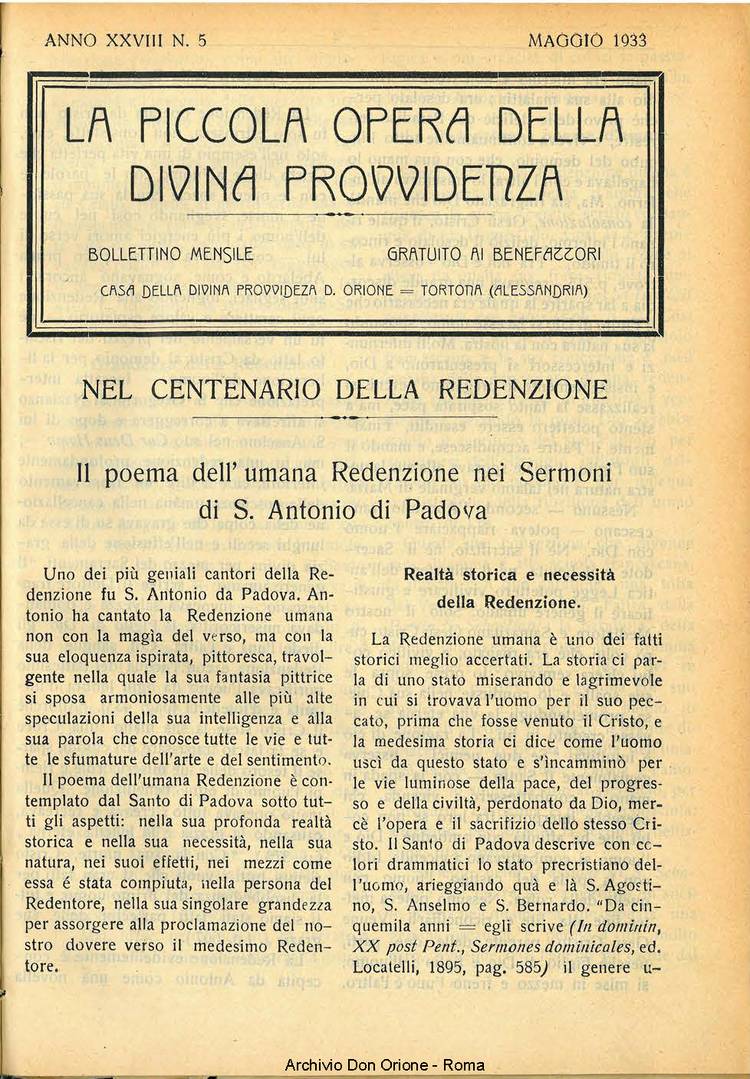 ANNO XXVIII N. 5
MAGGIO 1933
LA PICCOLA OPERA DELLA
DIVINA PROVVIDENZA
BOLLETTINO MENSILE
GRATUITO AI BENEFAZZORI
CASA DELLA DIVINA PROVVIDEZA D. ORIONE = TORTONA (ALESSANDRIA)
NEL CENTENARIO DELLA REDENZIONE
Il poema dell' umana Redenzione nei Sermoni
di S. Antonio di Padova
Uno dei più geniali cantori della Re-
denzione fu S. Antonio da Padova. An-
tonio ha cantato la Redenzione umana
non con la magìa del verso, ma con la
sua eloquenza ispirata, pittoresca, travol-
gente nella quale la sua fantasia pittrice
si sposa armoniosamente alle più alte
speculazioni della sua intelligenza e alla
sua parola che conosce tutte le vie e tut-
te le sfumature dell'arte e del sentimento.
Il poema dell'umana Redenzione è con-
templato dal Santo di Padova sotto tut-
ti gli aspetti: nella sua profonda realtà
storica e nella sua necessità, nella sua
natura, nei suoi effetti, nei mezzi come
essa é stata compiuta, nella persona del
Redentore, nella sua singolare grandezza
per assorgere alla proclamazione del no-
stro dovere verso il medesimo Reden-
tore.
Realtà storica e necessità
della Redenzione.
La Redenzione umana è uno dei fatti
storici meglio accertati. La storia ci par-
la di uno stato miserando e lagrimevole
in cui si trovava l'uomo per il suo pec-
cato, prima che fosse venuto il Cristo, e
la medesima storia ci dice come l'uomo
uscì da questo stato e s'incamminò per
le vie luminose della pace, del progres-
so e della civiltà, perdonato da Dio, mer-
cè l'opera e il sacrifizio dello stesso Cri-
sto. Il Santo di Padova descrive con co-
lori drammatici lo stato precristiano del-
l'uomo, arieggiando quà e là S. Agosti-
no, S. Anselmo e S. Bernardo. "Da cin-
quemila anni = egli scrive (In dominin,
XX post Pent., Sermones dominicales, ed.
Locatelli, 1895, pag. 585) il genere u-
Archivio Don Orione - Roma